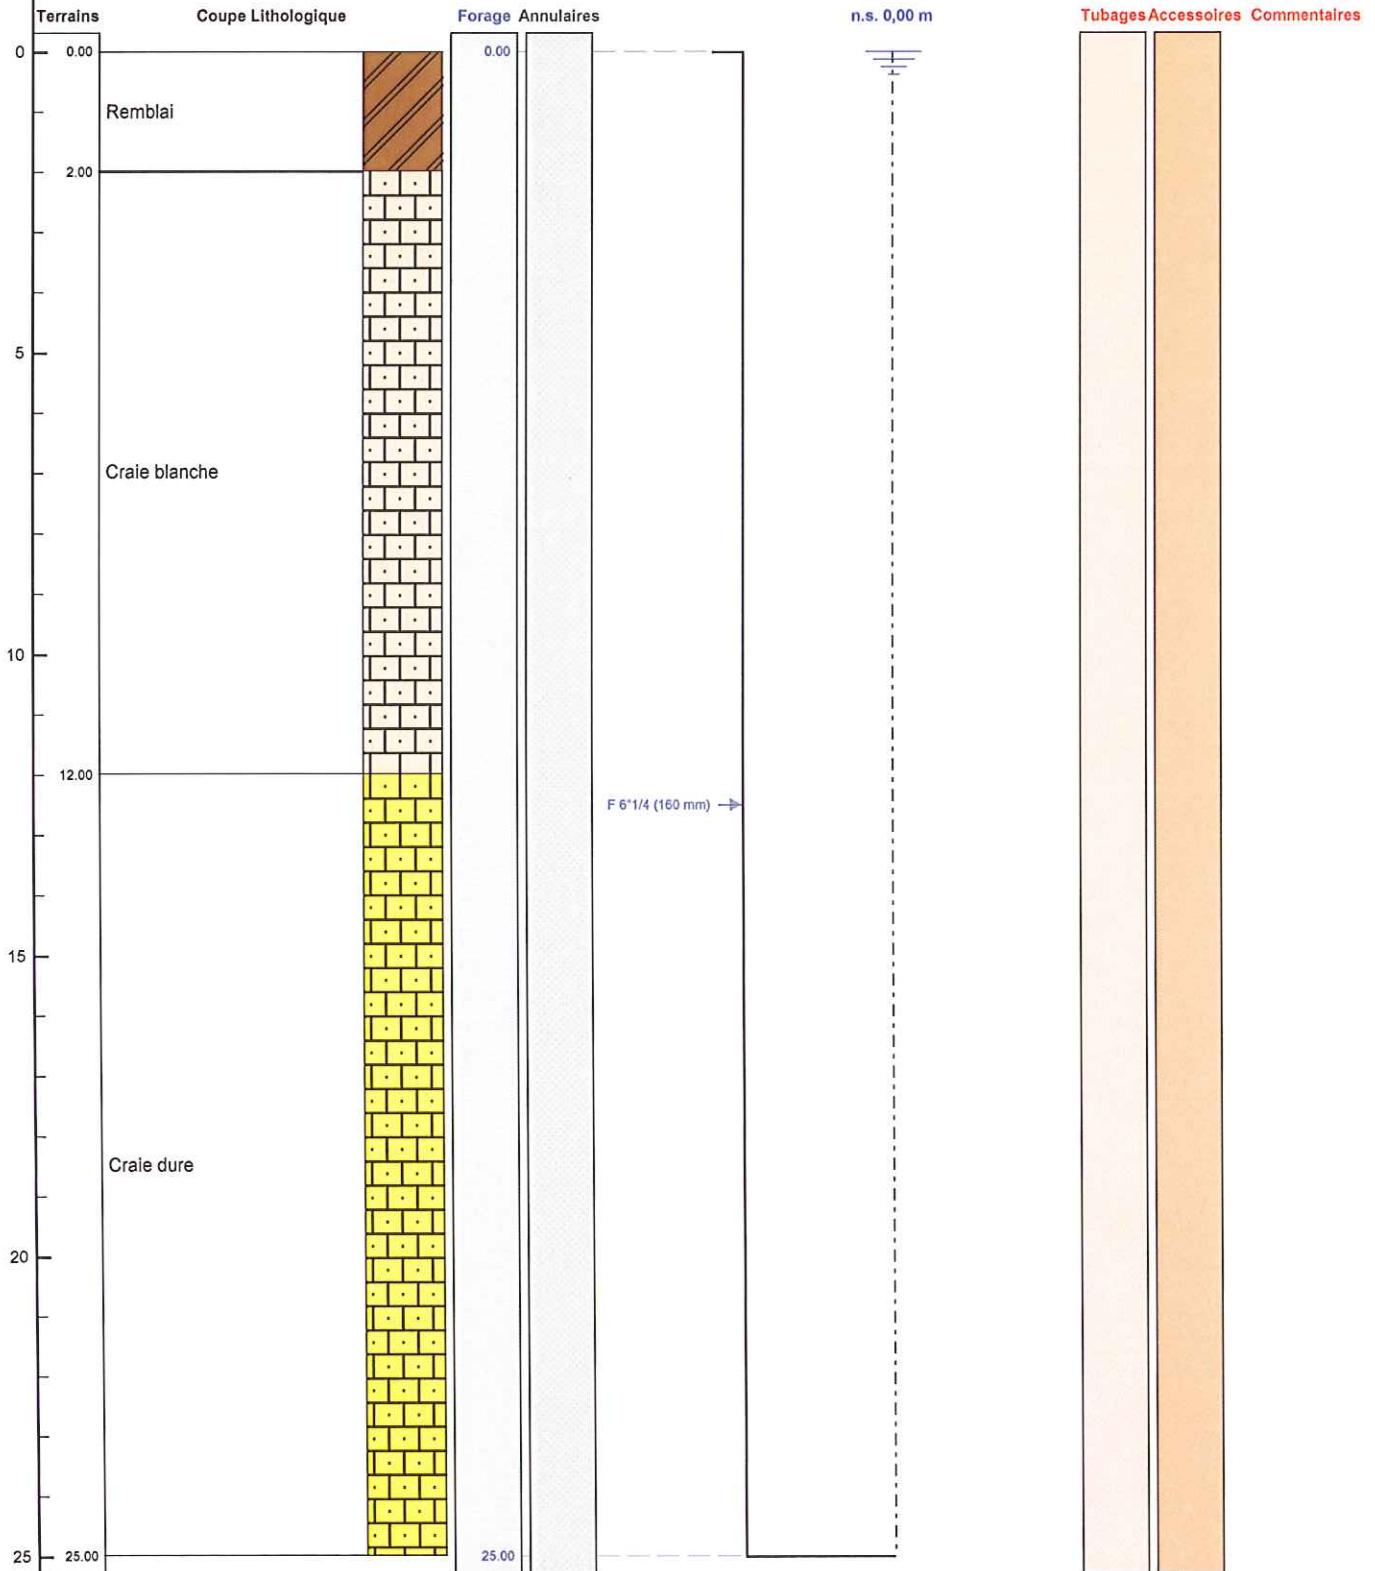 Terrains Coupe Lithologique Forage Annulaires n.s. 0,00 m Tubages Accessoires Commentaires
0 0.00 0.00
Remblai
2.00
5
Craie blanche
10
12.00
F 6"1/4 (160 mm)
15
Craie dure
20
25 25.00 25.00